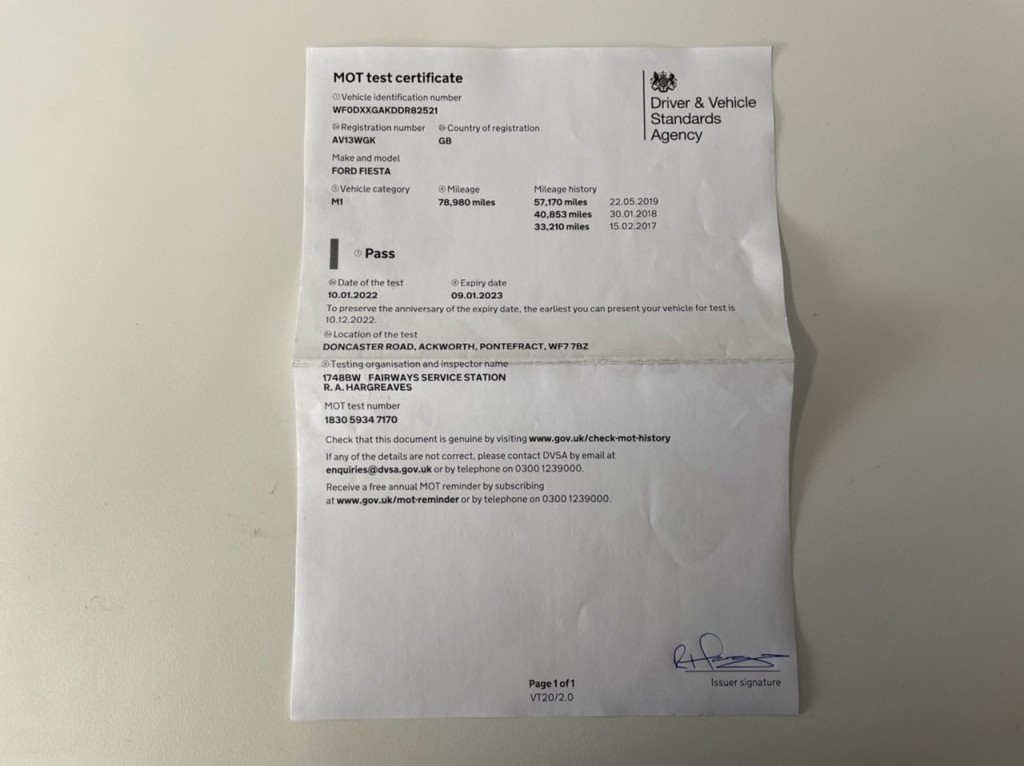 MOT test certificate
Driver & Vehicle
Standards
Agency
Vehicle identification number
WF0DXXGAKDDR82521
Registration number Country of registration
AV13WGK GB
Make and model
FORD FIESTA
Vehicle category Mileage Mileage history
M1 78,980 miles 57,170 miles 22.05.2019
40,853 miles 30.01.2018
33,210 miles 15.02.2017
Pass
Date of the test Expiry date
10.01.2022 09.01.2023
To preserve the anniversary of the expiry date, the earliest you can present your vehicle for test is
10.12.2022.
Location of the test
DONCASTER ROAD, ACKWORTH, PONTEFRACT, WF7 7BZ
Testing organisation and inspector name
1748BW FAIRWAYS SERVICE STATION
R. A. HARGREAVES
MOT test number
1830 5934 7170
Check that this document is genuine by visiting www.gov.uk/check-mot-history
If any of the details are not correct, please contact DVSA by email at
enquiries@dvsa.gov.uk or by telephone on 0300 1239000.
Receive a free annual MOT reminder by subscribing
at www.gov.uk/mot-reminder or by telephone on 0300 1239000.
Issuer signature
Page 1 of 1
VT20/2.0